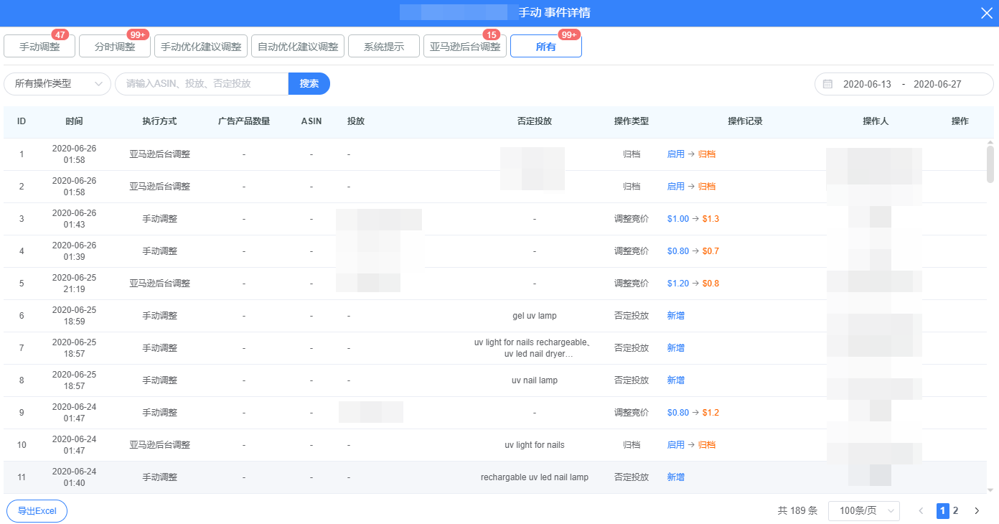 手动 事件详情
47
99+
15
99+
手动调整
分时调整
手动优化建议调整
自动优化建议调整
系统提示
亚马逊后台调整
所有
所有操作类型
请输入ASIN、投放、否定投放
搜索
2020-06-13 - 2020-06-27
ID 时间 执行方式 广告产品数量 ASIN 投放 否定投放 操作类型 操作记录 操作人 操作
1 2020-06-26 亚马逊后台调整 - - - 归档 启用 → 归档
01:58
2 2020-06-26 亚马逊后台调整 - - - 归档 启用 → 归档
01:58
3 2020-06-26 手动调整 - - - 调整竞价 $1.00 → $1.3
01:43
4 2020-06-26 手动调整 - - - 调整竞价 $0.80 → $0.7
01:39
5 2020-06-25 亚马逊后台调整 - - - 调整竞价 $1.20 → $0.8
21:19
6 2020-06-25 手动调整 - - - gel uv lamp 否定投放 新增
18:59
7 2020-06-25 手动调整 - - - uv light for nails rechargeable、 否定投放 新增
18:57 uv led nail dryer...
8 2020-06-25 手动调整 - - - uv nail lamp 否定投放 新增
18:57
9 2020-06-24 手动调整 - - - 调整竞价 $0.80 → $1.2
01:47
10 2020-06-24 亚马逊后台调整 - - - uv light for nails 归档 启用 → 归档
01:47
11 2020-06-24 手动调整 - - - rechargable uv led nail lamp 否定投放 新增
01:40
导出Excel
共 189 条 100条/页 1 2